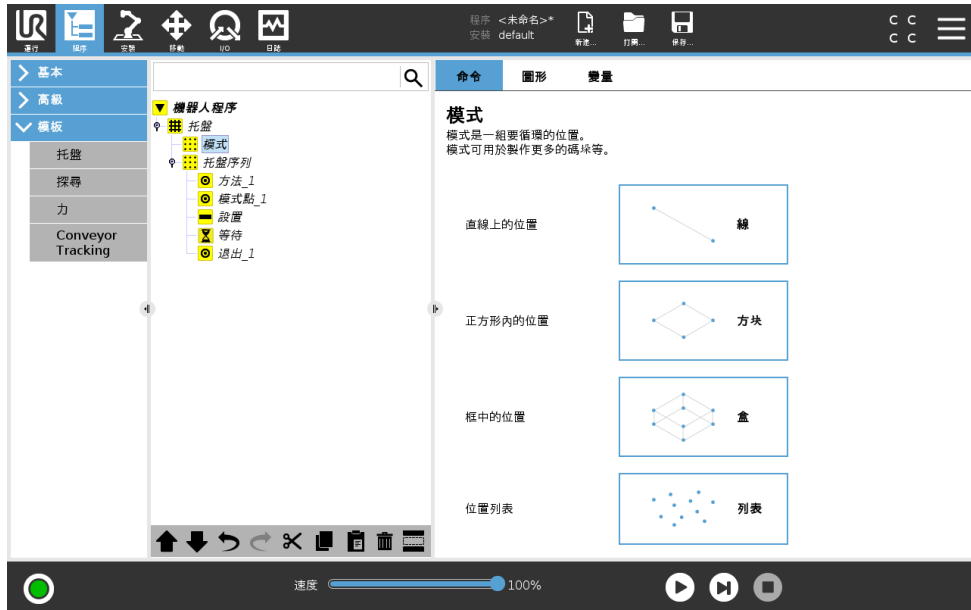 UR
運行
程序
安裝
移動
I/O
日誌
程序 <未命名>*
安裝 default
新建...
打開...
保存...
C C
C C
基本
高級
模板
托盤
探尋
力
Conveyor
Tracking
機器人程序
托盤
模式
托盤序列
方法_1
模式點_1
設置
等待
退出_1
命令 圖形 變量
模式
模式是一組要循環的位置。
模式可用於製作更多的碼垛等。
直線上的位置
線
正方形內的位置
方块
框中的位置
盒
位置列表
列表
速度 100%